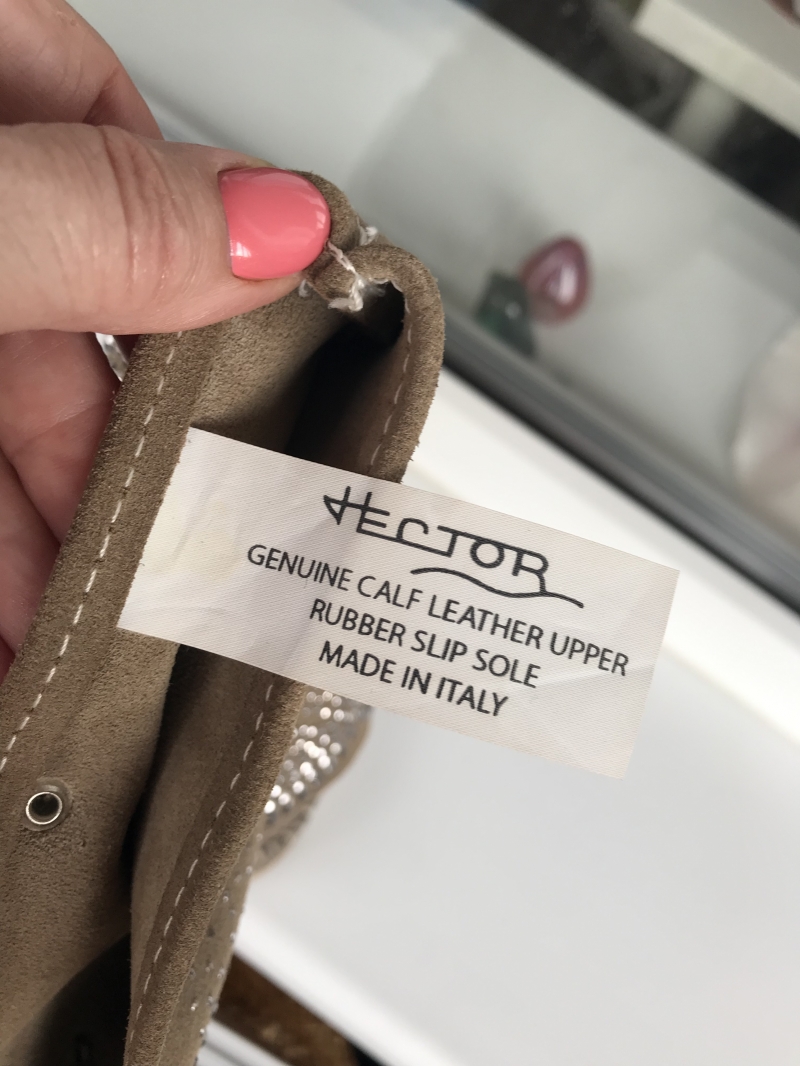 HECTOR
GENUINE CALF LEATHER UPPER
RUBBER SLIP SOLE
MADE IN ITALY